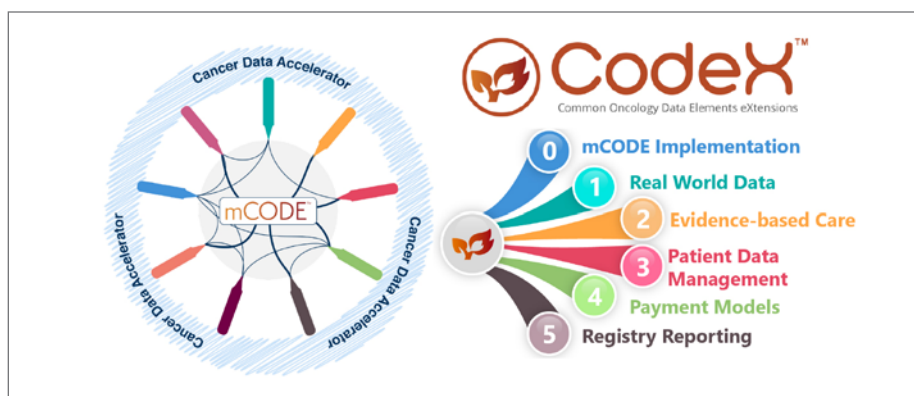 Cancer Data Accelerator
Cancer Data Accelerator
Cancer Data Accelerator
mCODE™
CodeX™
Common Oncology Data Elements eXtensions
0 mCODE Implementation
1 Real World Data
2 Evidence-based Care
3 Patient Data
Management
4 Payment Models
5 Registry Reporting